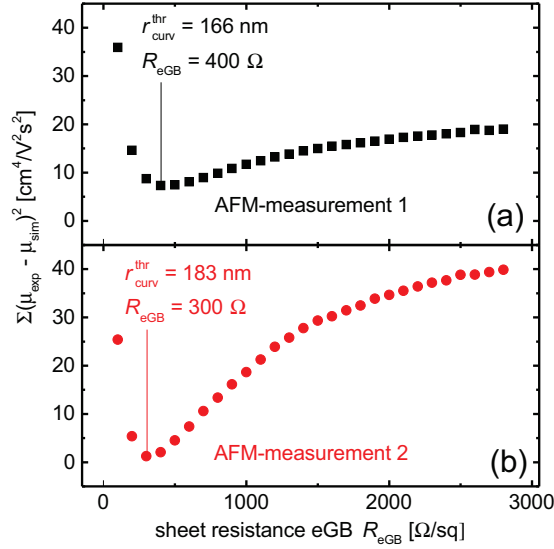 40
30
20
10
0
r_curv^thr = 166 nm
R_eGB = 400 Ω
AFM-measurement 1
(a)
Σ(μ_exp - μ_sim)^2 [cm^4/V^2s^2]
40
30
20
10
0
r_curv^thr = 183 nm
R_eGB = 300 Ω
AFM-measurement 2
(b)
0 1000 2000 3000
sheet resistance eGB R_eGB [Ω/sq]